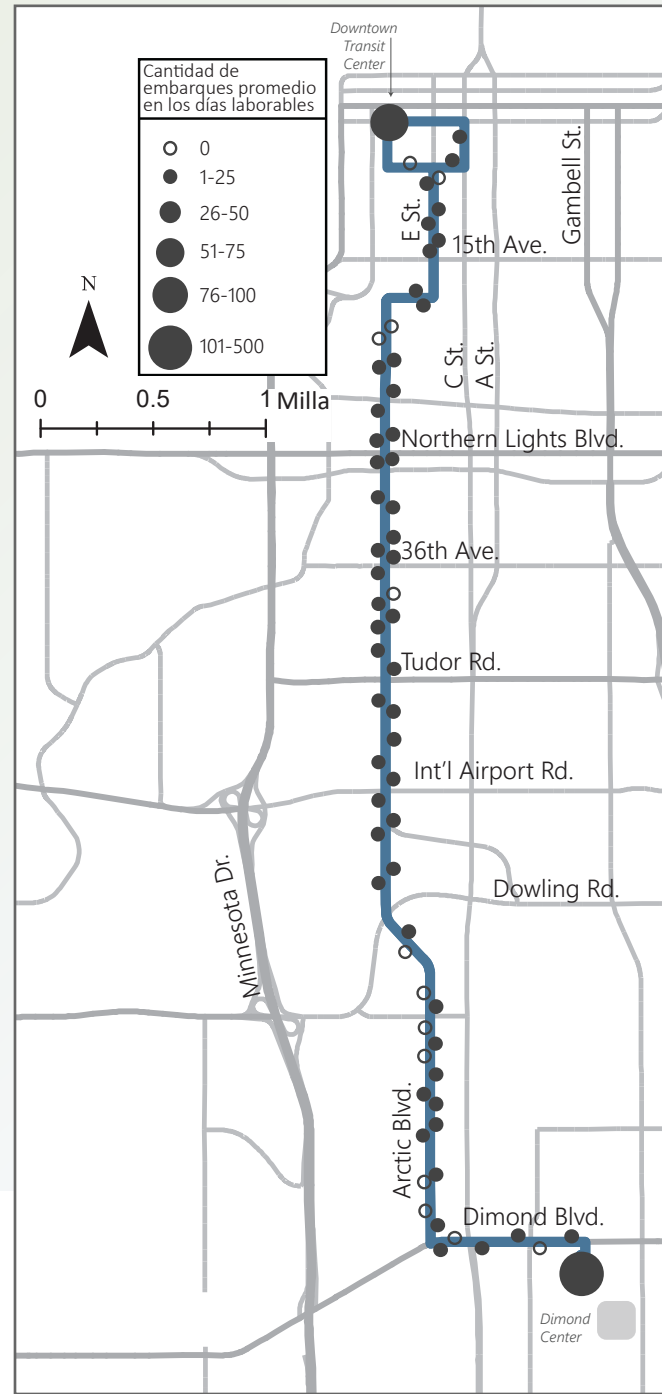 Downtown
Transit
Center
Cantidad de
embarques promedio
en los días laborables
0
1-25
26-50
51-75
76-100
101-500
E St.
Gambell St.
15th Ave.
N
C St.
A St.
0 0.5 1 Milla
Northern Lights Blvd.
36th Ave.
Tudor Rd.
Int'l Airport Rd.
Dowling Rd.
Minnesota Dr.
Arctic Blvd.
Dimond Blvd.
Dimond
Center